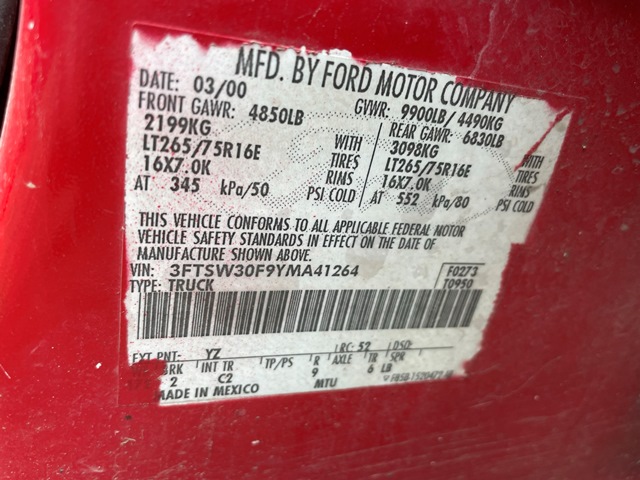 MFD. BY FORD MOTOR COMPANY
DATE: 03/00 GVWR: 9900LB/ 4490KG
FRONT GAWR: 4850LB REAR GAWR: 6830LB
2199KG WITH 3098KG WITH
LT265/75R16E TIRES LT265/75R16E TIRES
16X7.0K RIMS 16X7.0K RIMS
AT 345 kPa/50 PSI COLD AT 552 kPa/80 PSI COLD
THIS VEHICLE CONFORMS TO ALL APPLICABLE FEDERAL MOTOR
VEHICLE SAFETY STANDARDS IN EFFECT ON THE DATE OF
MANUFACTURE SHOWN ABOVE.
VIN: 3FTSW30F9YMA41264 F0273
TYPE: TRUCK T0950
EXT PNT: YZ RC: 52 DSO:
BRK INT TR TP/PS R AXLE TR SPR
2 C2 9 6 LB
MADE IN MEXICO MTU